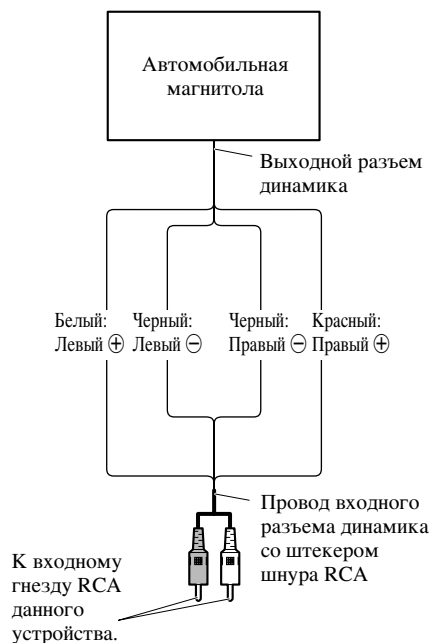 Автомобильная
магнитола
Выходной разъем
динамика
Белый:
Левый ⊕
Черный:
Левый ⊖
Черный:
Правый ⊖
Красный:
Правый ⊕
Провод входного
разъема динамика
со штекером
шнура RCA
К входному
гнезду RCA
данного
устройства.